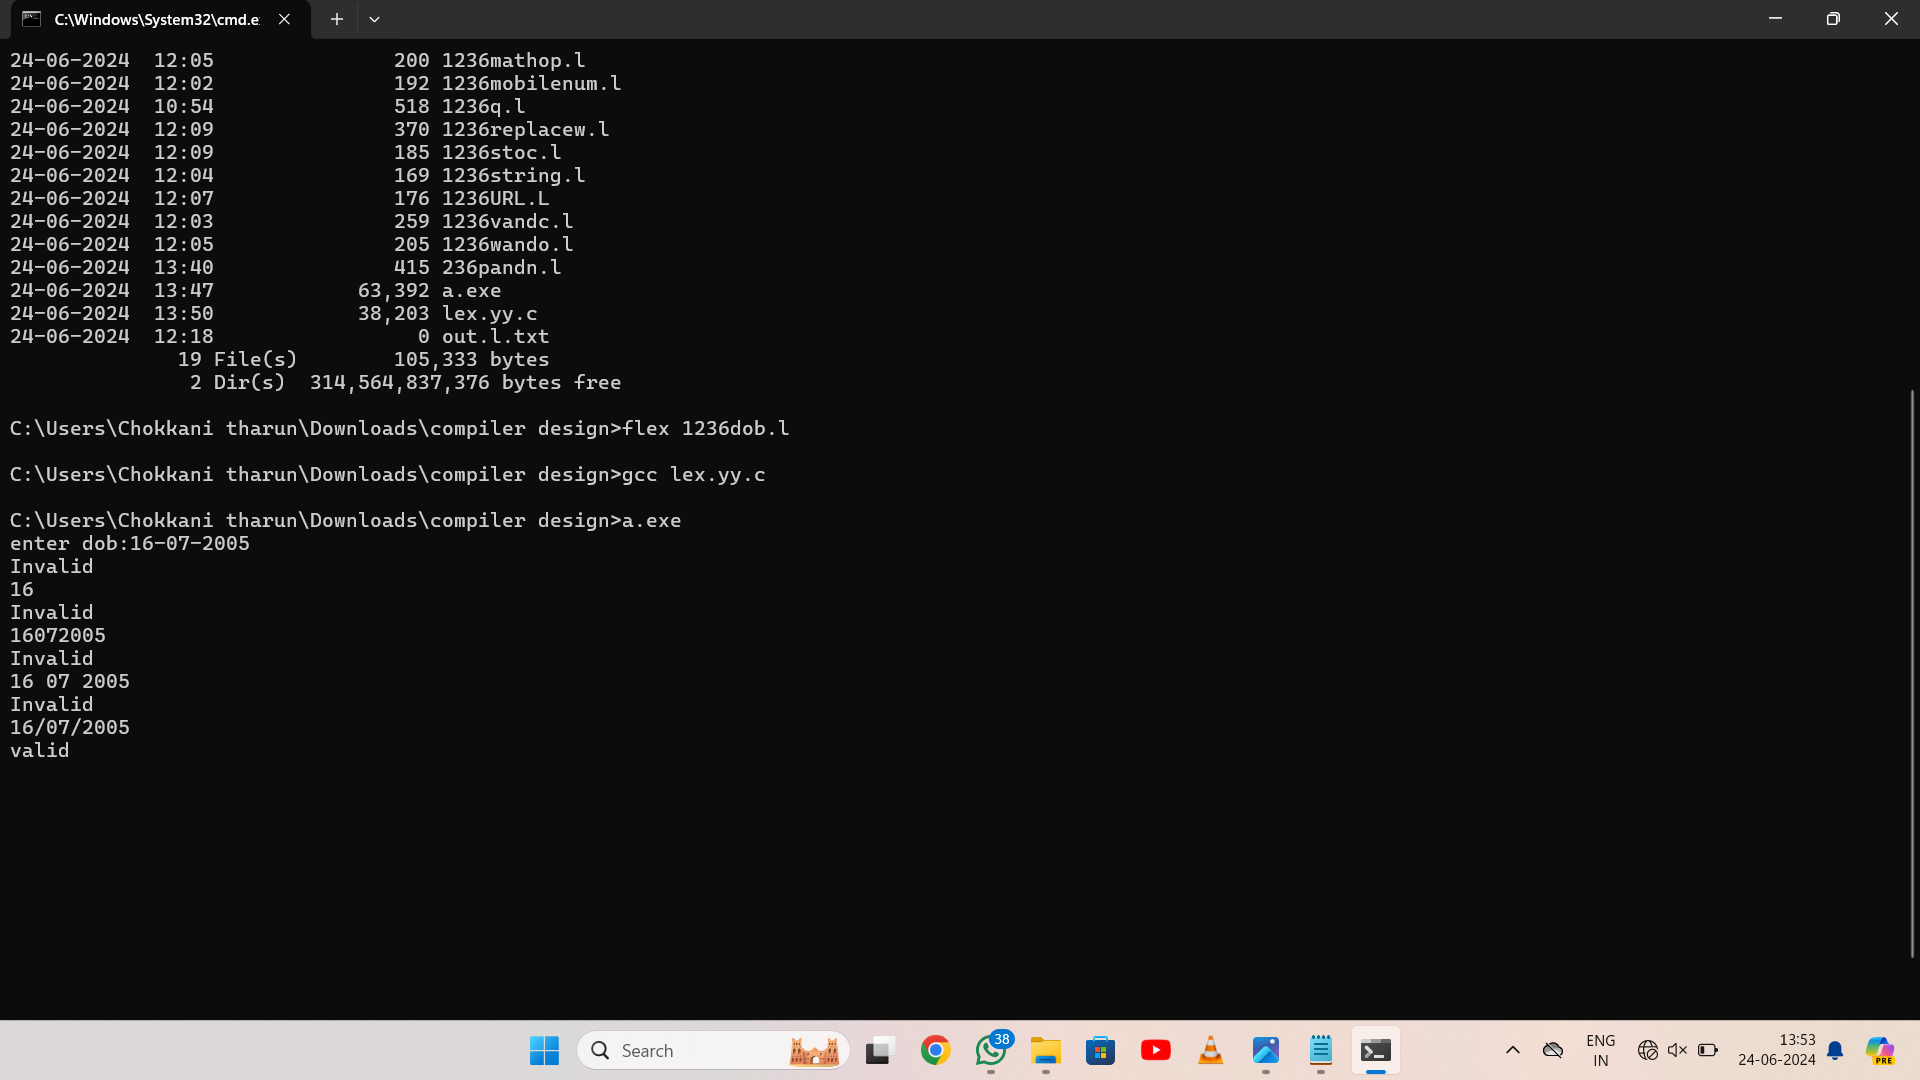 C:\Windows\System32\cmd.e
24-06-2024  12:05               200 1236mathop.l
24-06-2024  12:02               192 1236mobilenum.l
24-06-2024  10:54               518 1236q.l
24-06-2024  12:09               370 1236replacew.l
24-06-2024  12:09               185 1236stoc.l
24-06-2024  12:04               169 1236string.l
24-06-2024  12:07               176 1236URL.L
24-06-2024  12:03               259 1236vandc.l
24-06-2024  12:05               205 1236wando.l
24-06-2024  13:40               415 236pandn.l
24-06-2024  13:47            63,392 a.exe
24-06-2024  13:50            38,203 lex.yy.c
24-06-2024  12:18                 0 out.l.txt
              19 File(s)        105,333 bytes
               2 Dir(s)  314,564,837,376 bytes free
C:\Users\Chokkani tharun\Downloads\compiler design>flex 1236dob.l
C:\Users\Chokkani tharun\Downloads\compiler design>gcc lex.yy.c
C:\Users\Chokkani tharun\Downloads\compiler design>a.exe
enter dob:16-07-2005
Invalid
16
Invalid
16072005
Invalid
16 07 2005
Invalid
16/07/2005
valid
Search
38
ENG
IN
13:53
24-06-2024
PRE